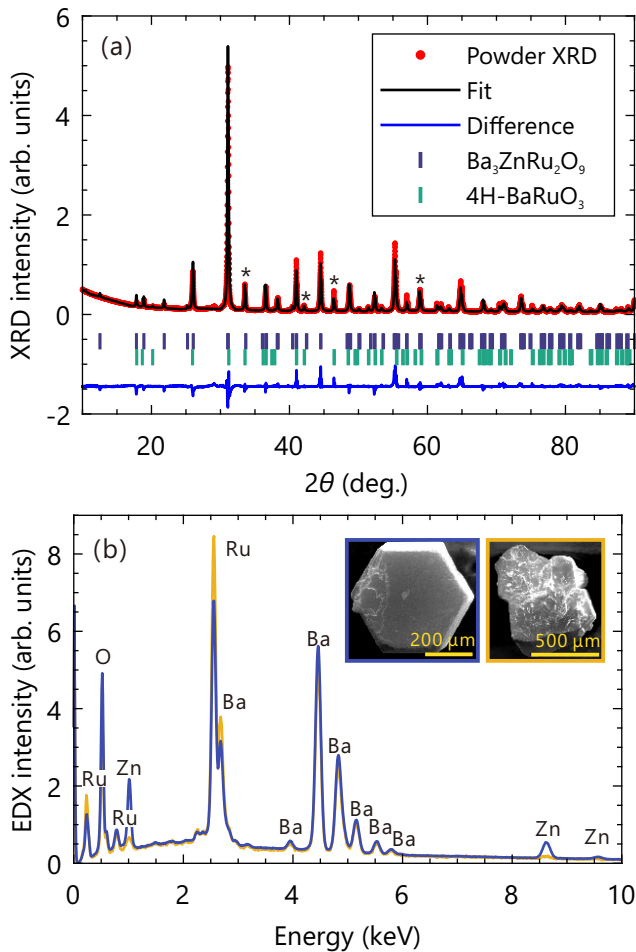 (a)
Powder XRD
Fit
Difference
Ba₃ZnRu₂O₉
4H-BaRuO₃
XRD intensity (arb. units)
6
4
2
0
-2
* * * *
20 40 60 80
2θ (deg.)
(b)
EDX intensity (arb. units)
8
6
4
2
0
Ru
O
Ba
Ru
Zn
Ru
Ba
Ba
Ba
Ba
Ba
Ba
Zn
Zn
200 μm
500 μm
0 2 4 6 8 10
Energy (keV)